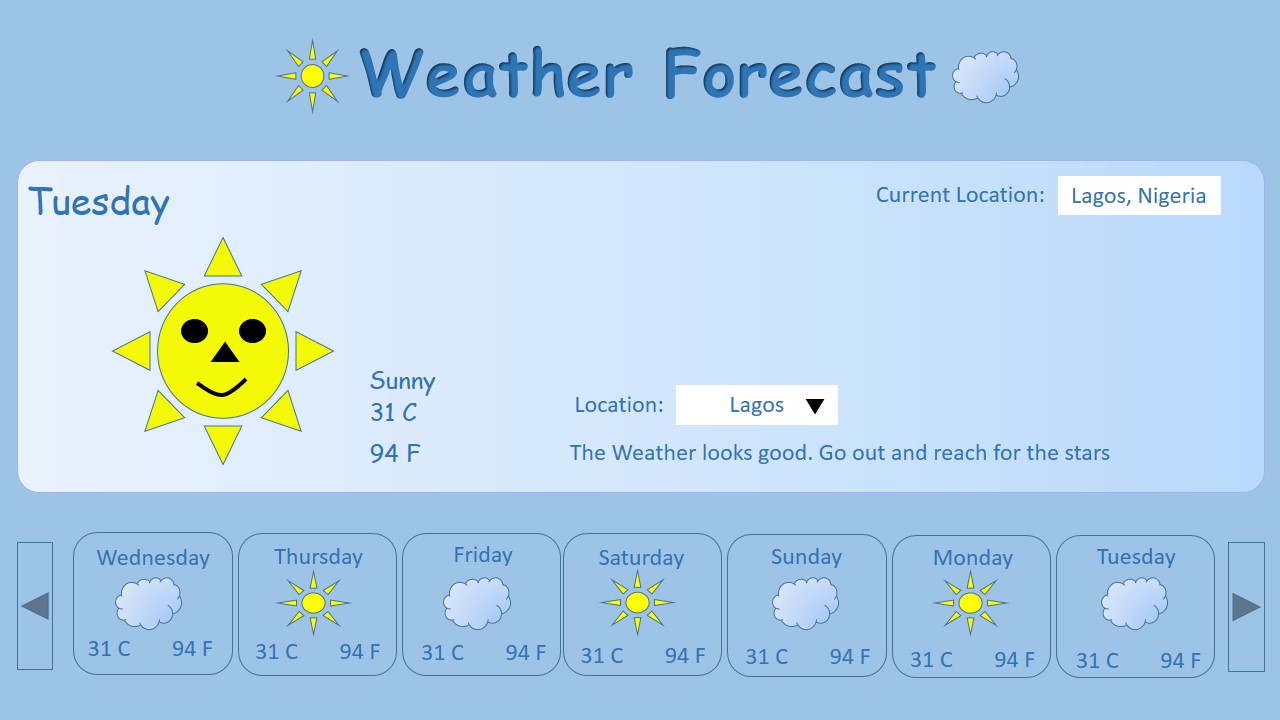 Weather Forecast
Tuesday
Current Location: Lagos, Nigeria
Sunny
31 C
94 F
Location: Lagos
The Weather looks good. Go out and reach for the stars
Wednesday
31 C 94 F
Thursday
31 C 94 F
Friday
31 C 94 F
Saturday
31 C 94 F
Sunday
31 C 94 F
Monday
31 C 94 F
Tuesday
31 C 94 F